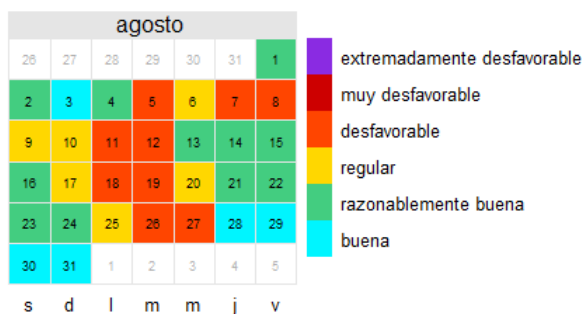 agosto
26 27 28 29 30 31 1
2 3 4 5 6 7 8
9 10 11 12 13 14 15
16 17 18 19 20 21 22
23 24 25 26 27 28 29
30 31 1 2 3 4 5
s d l m m j v
extremadamente desfavorable
muy desfavorable
desfavorable
regular
razonablemente buena
buena